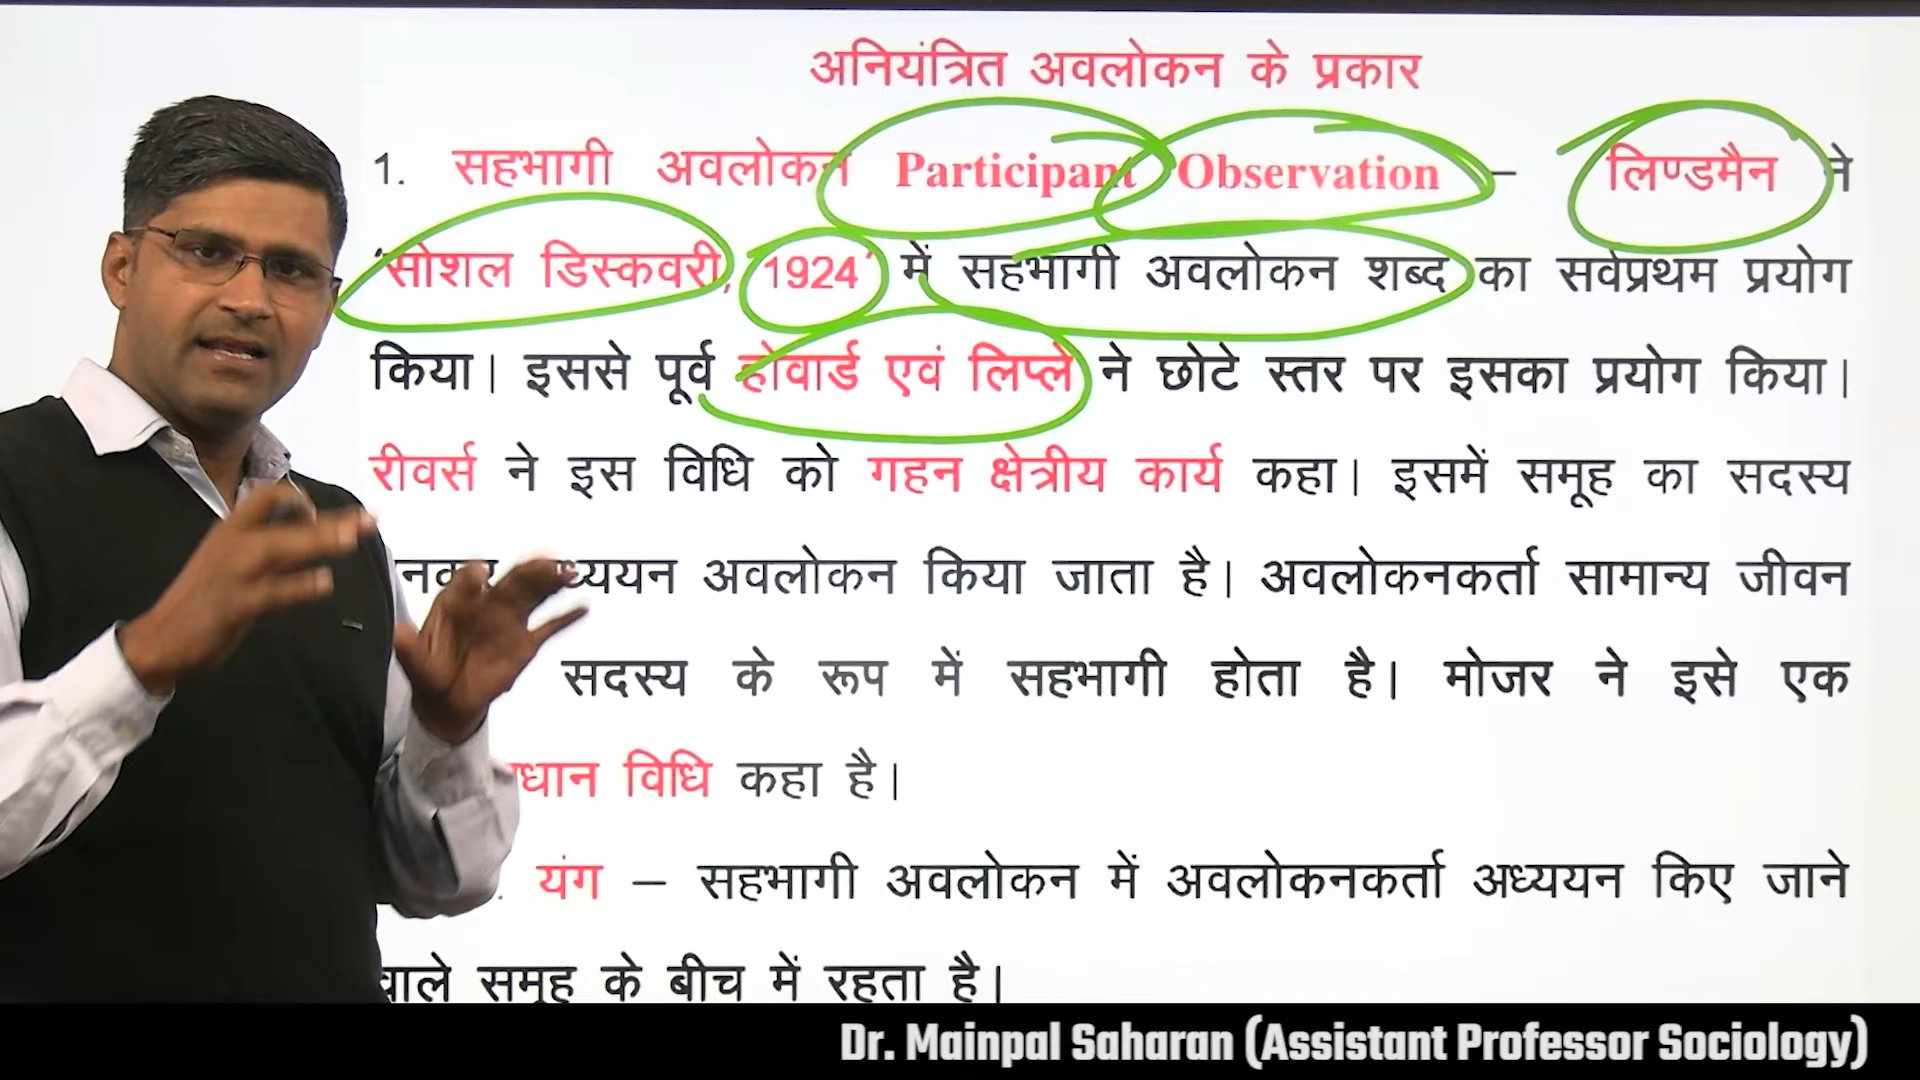 अनियंत्रित अवलोकन के प्रकार
1. सहभागी अवलोकन Participant Observation – लिण्डमैन ने
'सोशल डिस्कवरी, 1924' में सहभागी अवलोकन शब्द का सर्वप्रथम प्रयोग
किया। इससे पूर्व होवार्ड एवं लिप्ले ने छोटे स्तर पर इसका प्रयोग किया।
रीवर्स ने इस विधि को गहन क्षेत्रीय कार्य कहा। इसमें समूह का सदस्य
अवलोकन किया जाता है। अवलोकनकर्ता सामान्य जीवन
सदस्य के रूप में सहभागी होता है। मोजर ने इसे एक
विधि कहा है।
यंग – सहभागी अवलोकन में अवलोकनकर्ता अध्ययन किए जाने
वाले समूह के बीच में रहता है।
Dr. Mainpal Saharan (Assistant Professor Sociology)